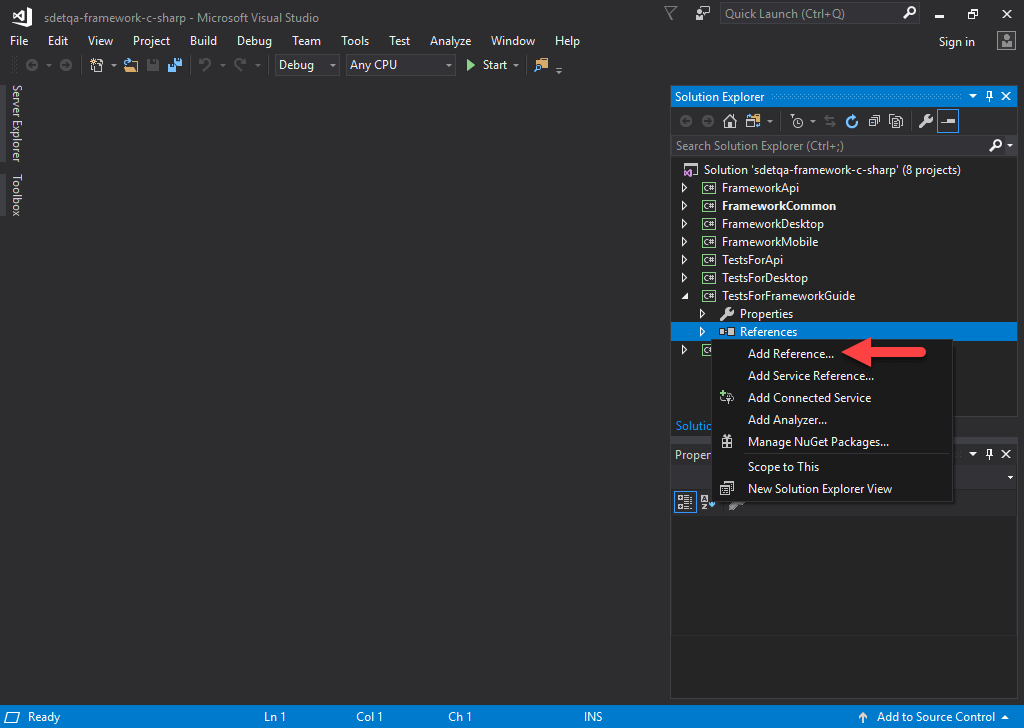 sdetqa-framework-c-sharp - Microsoft Visual Studio
Quick Launch (Ctrl+Q)
File Edit View Project Build Debug Team Tools Test Analyze Window Help
Sign in
Debug Any CPU Start
Server Explorer
Toolbox
Solution Explorer
Search Solution Explorer (Ctrl+;)
Solution 'sdetqa-framework-c-sharp' (8 projects)
C# FrameworkApi
C# FrameworkCommon
C# FrameworkDesktop
C# FrameworkMobile
C# TestsForApi
C# TestsForDesktop
C# TestsForFrameworkGuide
Properties
References
Add Reference...
Add Service Reference...
Add Connected Service
Add Analyzer...
Manage NuGet Packages...
Scope to This
New Solution Explorer View
Ready Ln 1 Col 1 Ch 1 INS Add to Source Control